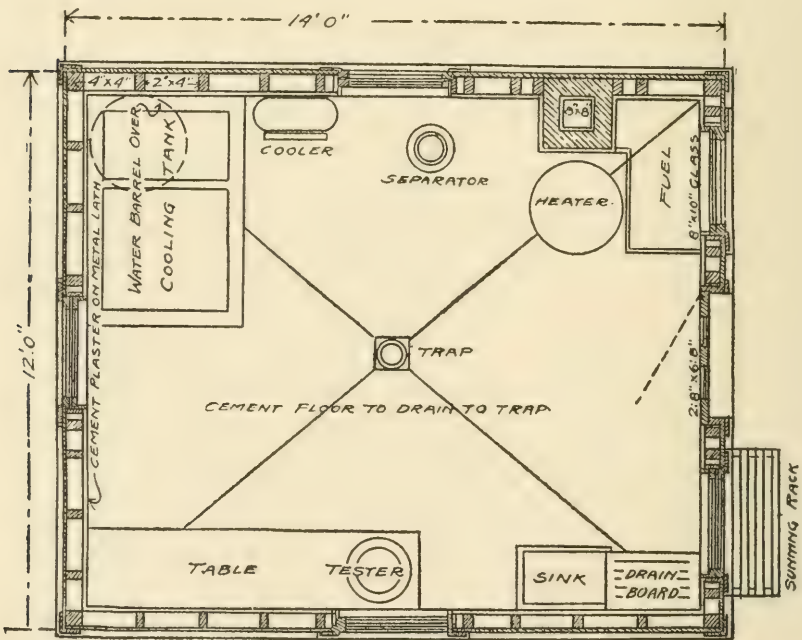 14'0"
4"x4"
2"x4"
12'0"
CEMENT PLASTER ON METAL LATH
WATER BARREL OVER
COOLING TANK
COOLER
SEPARATOR
8"x8"
HEATER.
FUEL
8"x10" GLASS
TRAP
2'8"x6'8"
CEMENT FLOOR TO DRAIN TO TRAP
TABLE
TESTER
SINK
DRAIN
BOARD
SUNNING RACK